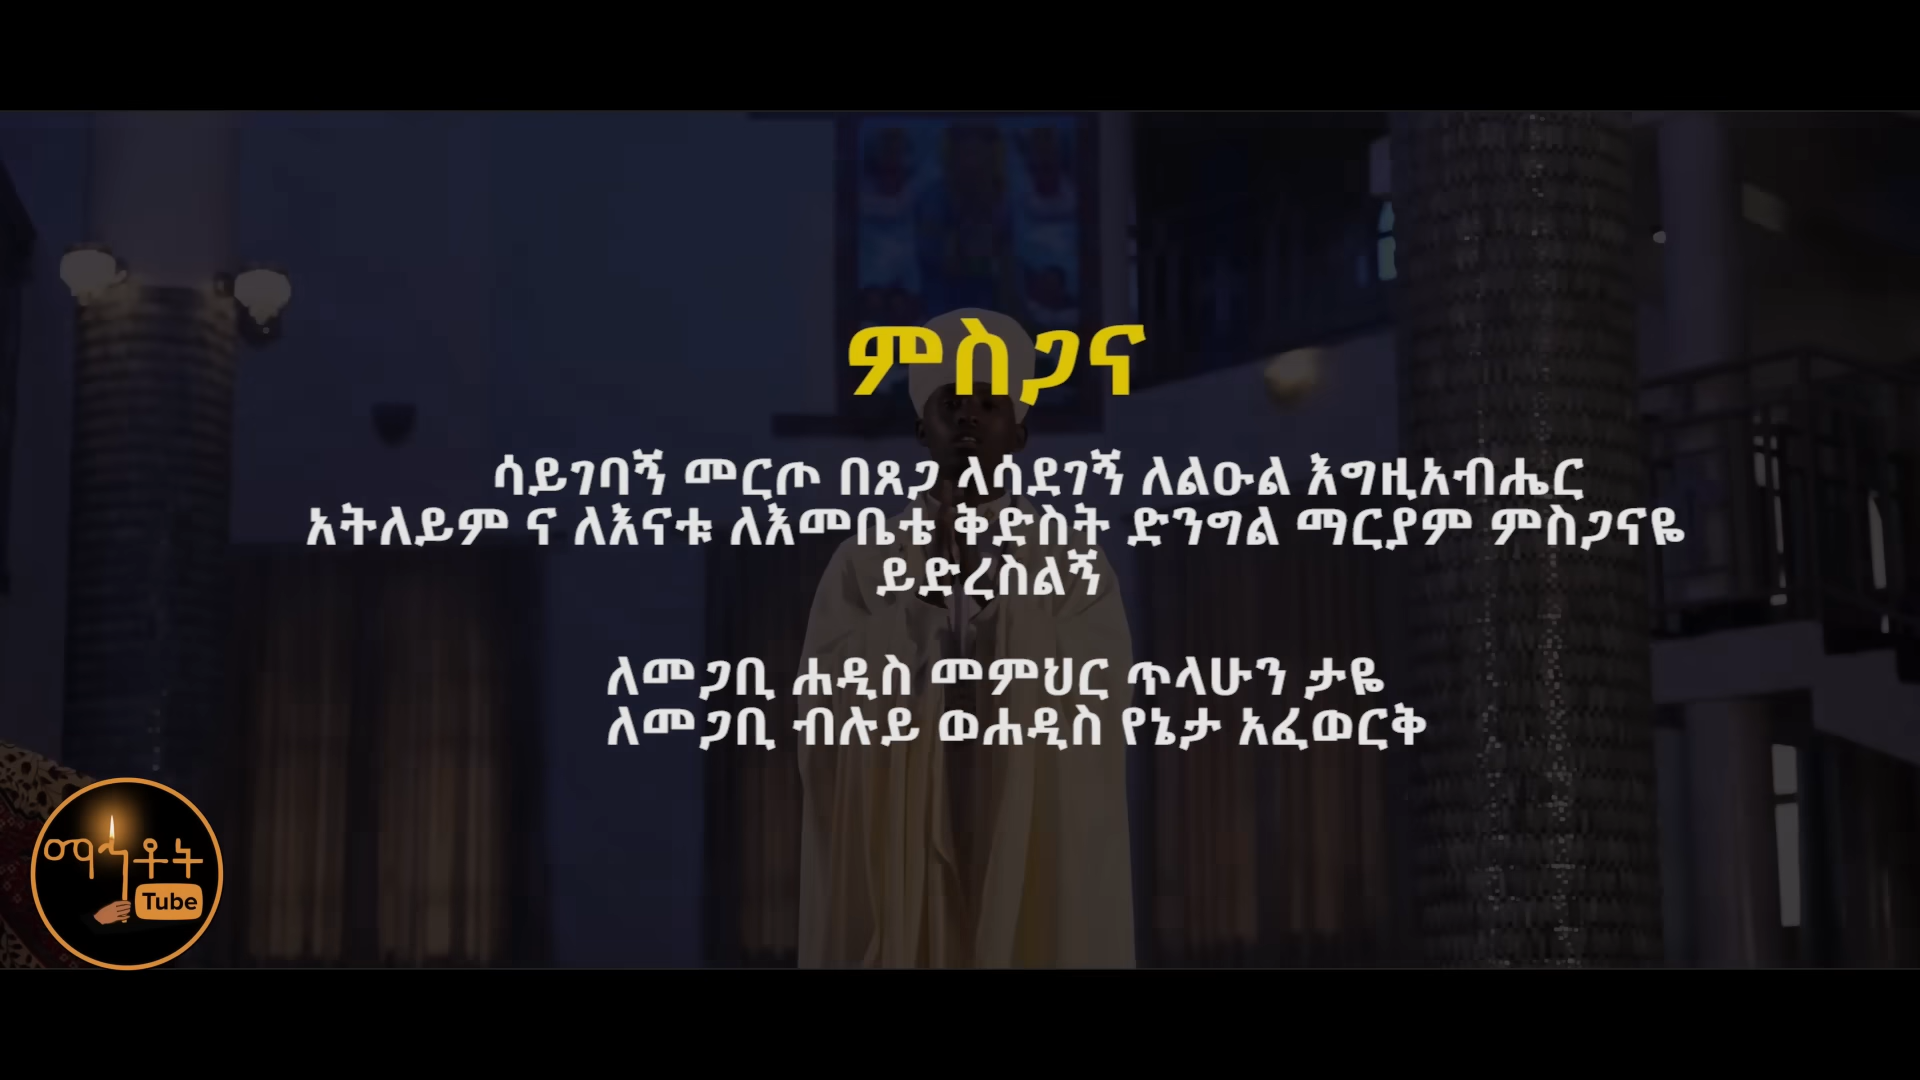 ምስጋና
ሳይገባኝ መርጦ በጸጋ ላሳደገኝ ለልዑል እግዚአብሔር
አትለይም ና ለእናቱ ለእመቤቴ ቅድስት ድንግል ማርያም ምስጋናዬ
ይድረስልኝ
ለመጋቢ ሐዲስ መምህር ጥላሁን ታዬ
ለመጋቢ ብሉይ ወሐዲስ የኔታ አፈወርቅ
ማኅቶት
Tube